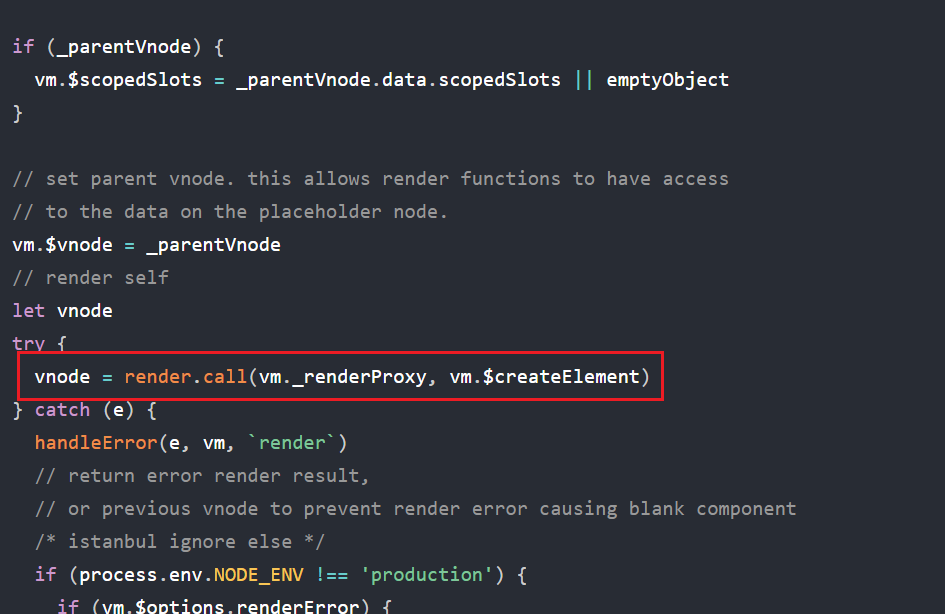 if (_parentVnode) {
vm.$scopedSlots = _parentVnode.data.scopedSlots || emptyObject
}
// set parent vnode. this allows render functions to have access
// to the data on the placeholder node.
vm.$vnode = _parentVnode
// render self
let vnode
try {
vnode = render.call(vm._renderProxy, vm.$createElement)
} catch (e) {
handleError(e, vm, `render`)
// return error render result,
// or previous vnode to prevent render error causing blank component
/* istanbul ignore else */
if (process.env.NODE_ENV !== 'production') {
if (vm.$options.renderError) {